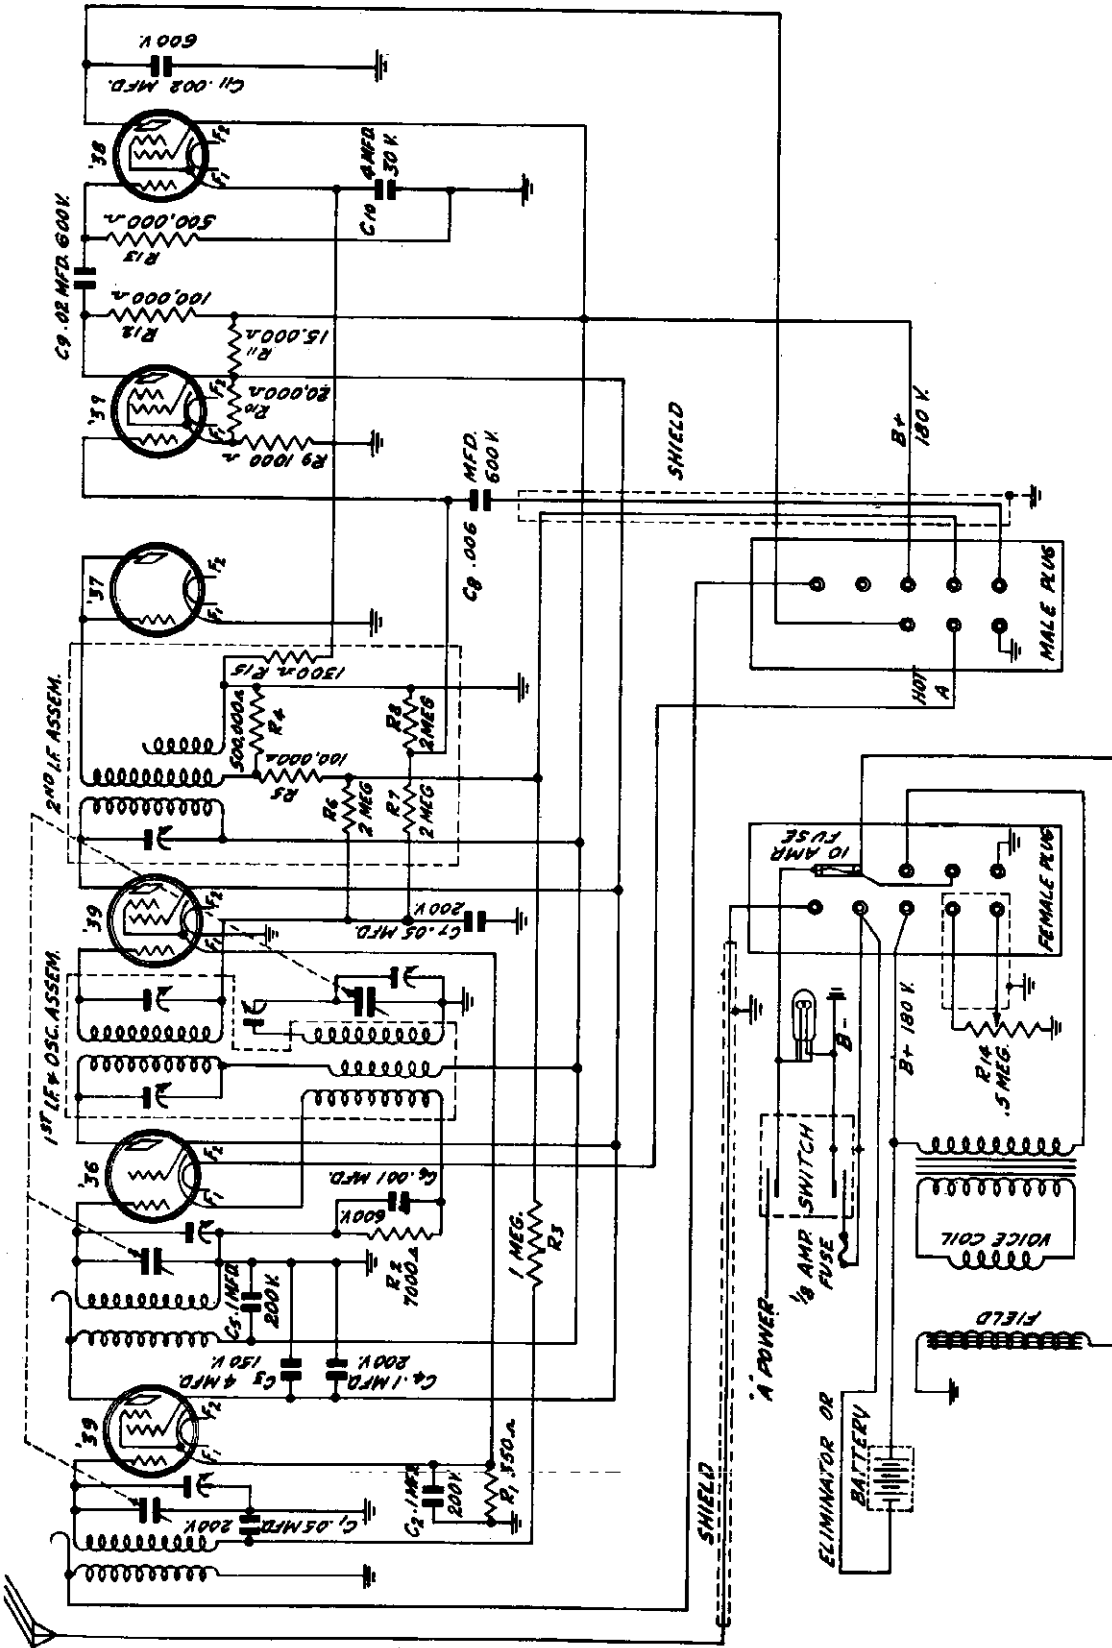 600 V.
C11 .002 MFD.
'38
F2
F1
4 MFD.
30 V.
C10
500,000 Ω
R13
C9 .02 MFD. 600V.
100,000 Ω
R12
15,000 Ω
R11
'39
F2
F1
20,000 Ω
R10
R9 1000 Ω
SHIELD
B+
180 V.
MFD.
600 V.
C8 .006
'37
F2
F1
MALE PLUG
HOT
A
2ND I.F. ASSEM.
1300 Ω R15
500,000 Ω
R4
R8
2 MEG
100,000 Ω
R5
R6
2 MEG
R7
2 MEG
10 AMP.
FUSE
FEMALE PLUG
'39
F2
F1
200 V.
C7 .05 MFD.
1ST I.F. & OSC. ASSEM.
B-
B+ 180 V.
R14
.5 MEG.
'36
F2
F1
C6 .001 MFD.
600V.
R2
7000 Ω
1 MEG.
R3
SWITCH
1/8 AMP.
FUSE
"A" POWER
VOICE COIL
FIELD
C5 .1 MFD.
200 V.
150 V.
4 MFD.
C3
200 V.
C4 .1 MFD.
'39
F2
F1
C2 .1 MFD.
200V.
R1 350 Ω
200V.
C1 .05 MFD.
SHIELD
ELIMINATOR OR
BATTERY